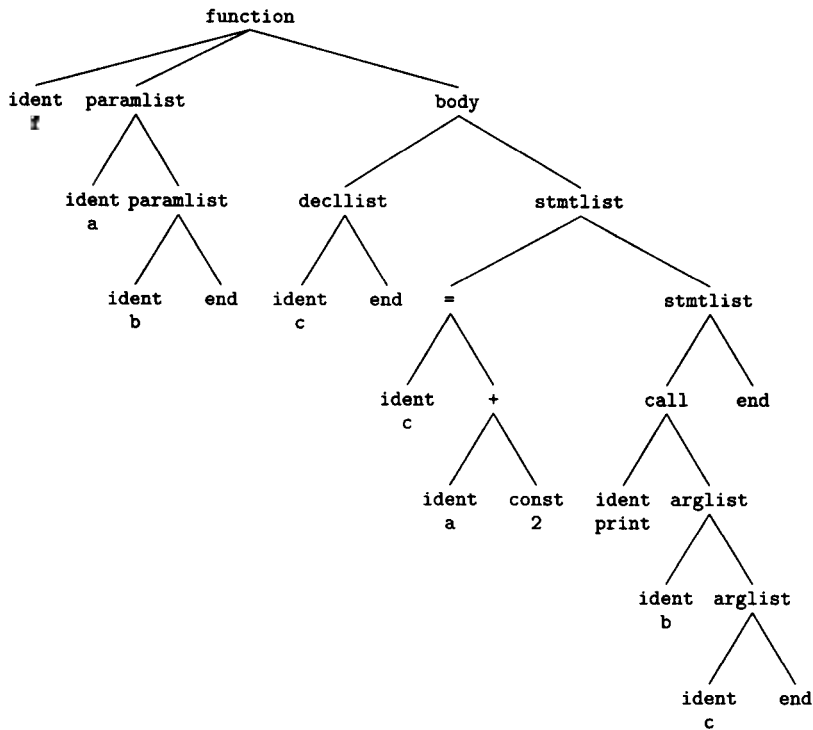 function
ident paramlist body
f
ident paramlist decllist stmtlist
a
ident end ident end = stmtlist
b c
ident + call end
c
ident const ident arglist
a 2 print
ident arglist
b
ident end
c